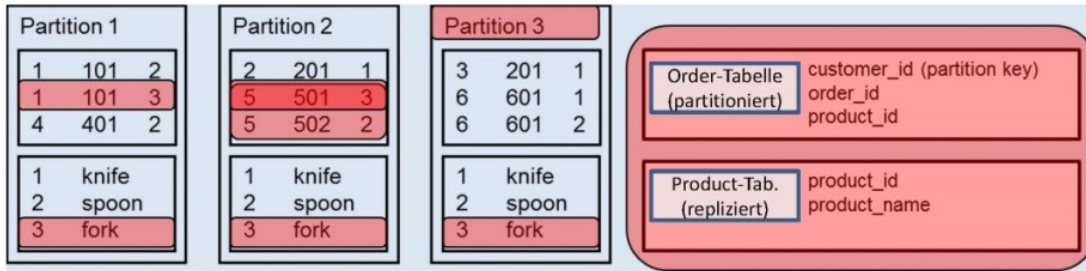 Partition 1
1 101 2
1 101 3
4 401 2
1 knife
2 spoon
3 fork
Partition 2
2 201 1
5 501 3
5 502 2
1 knife
2 spoon
3 fork
Partition 3
3 201 1
6 601 1
6 601 2
1 knife
2 spoon
3 fork
Order-Tabelle
(partitioniert)
customer_id (partition key)
order_id
product_id
Product-Tab.
(repliziert)
product_id
product_name